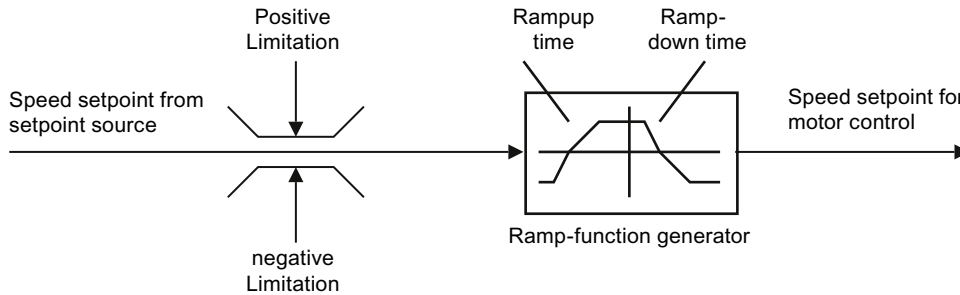 Positive
Limitation
Rampup
time
Ramp-
down time
Speed setpoint from
setpoint source
Speed setpoint for
motor control
Ramp-function generator
negative
Limitation